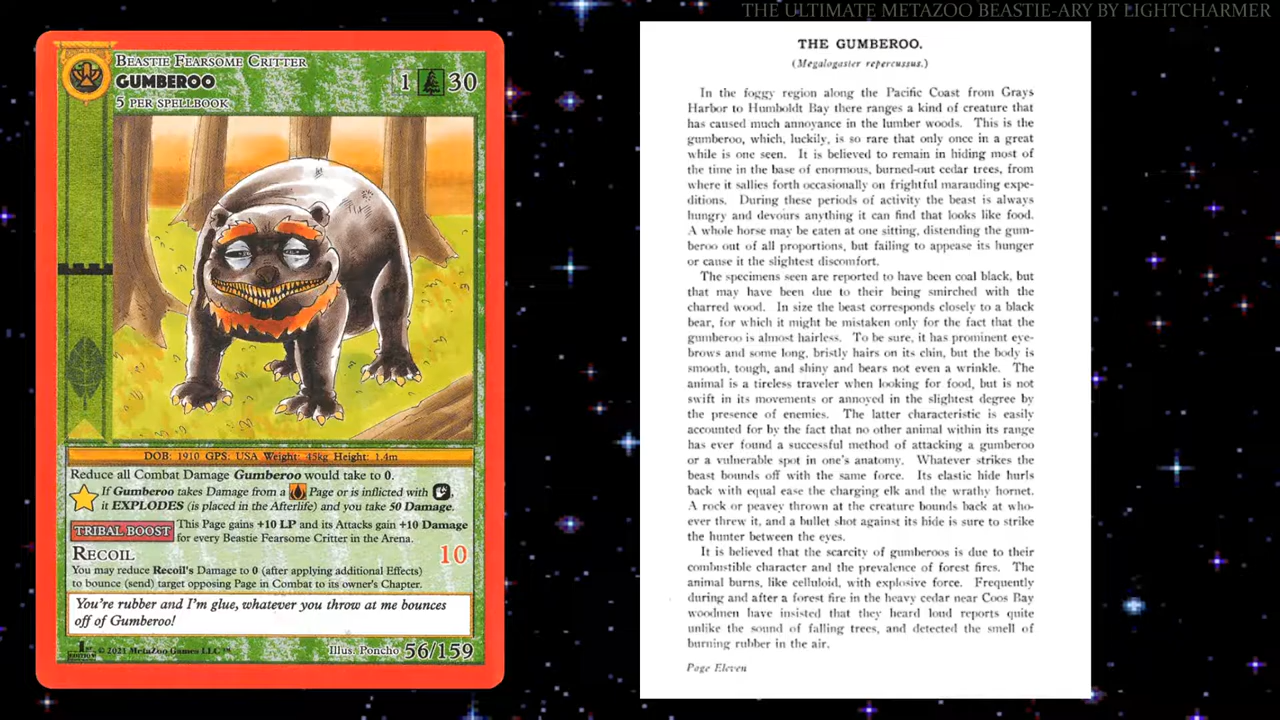 THE ULTIMATE METAZOO BEASTIE-ARY BY LIGHTCHARMER
BEASTIE FEARSOME CRITTER
GUMBEROO
5 PER SPELLBOOK
1 30
DOB: 1910 GPS. USA Weight: 45kg Height: 1.4m
Reduce all Combat Damage Gumberoo would take to 0.
If Gumberoo takes Damage from a Page or is inflicted with ,
it EXPLODES (is placed in the Afterlife) and you take 50 Damage.
TRIBAL BOOST This Page gains +10 LP and its Attacks gain +10 Damage
for every Beastie Fearsome Critter in the Arena.
RECOIL 10
You may reduce Recoil's Damage to 0 (after applying additional Effects)
to bounce (send) target opposing Page in Combat to its owner's Chapter.
You're rubber and I'm glue, whatever you throw at me bounces
off of Gumberoo!
1ST EDITION © 2021 MetaZoo Games LLC™ Illus. Poncho 56/159
THE GUMBEROO.
(Megalogaster repercussus.)
In the foggy region along the Pacific Coast from Grays
Harbor to Humboldt Bay there ranges a kind of creature that
has caused much annoyance in the lumber woods. This is the
gumberoo, which, luckily, is so rare that only once in a great
while is one seen. It is believed to remain in hiding most of
the time in the base of enormous, burned-out cedar trees, from
where it sallies forth occasionally on frightful marauding expe-
ditions. During these periods of activity the beast is always
hungry and devours anything it can find that looks like food.
A whole horse may be eaten at one sitting, distending the gum-
beroo out of all proportions, but failing to appease its hunger
or cause it the slightest discomfort.
The specimens seen are reported to have been coal black, but
that may have been due to their being smirched with the
charred wood. In size the beast corresponds closely to a black
bear, for which it might be mistaken only for the fact that the
gumberoo is almost hairless. To be sure, it has prominent eye-
brows and some long, bristly hairs on its chin, but the body is
smooth, tough, and shiny and bears not even a wrinkle. The
animal is a tireless traveler when looking for food, but is not
swift in its movements or annoyed in the slightest degree by
the presence of enemies. The latter characteristic is easily
accounted for by the fact that no other animal within its range
has ever found a successful method of attacking a gumberoo
or a vulnerable spot in one's anatomy. Whatever strikes the
beast bounds off with the same force. Its elastic hide hurls
back with equal ease the charging elk and the wrathy hornet.
A rock or peavey thrown at the creature bounds back at who-
ever threw it, and a bullet shot against its hide is sure to strike
the hunter between the eyes.
It is believed that the scarcity of gumberoos is due to their
combustible character and the prevalence of forest fires. The
animal burns, like celluloid, with explosive force. Frequently
during and after a forest fire in the heavy cedar near Coos Bay
woodmen have insisted that they heard loud reports quite
unlike the sound of falling trees, and detected the smell of
burning rubber in the air.
Page Eleven